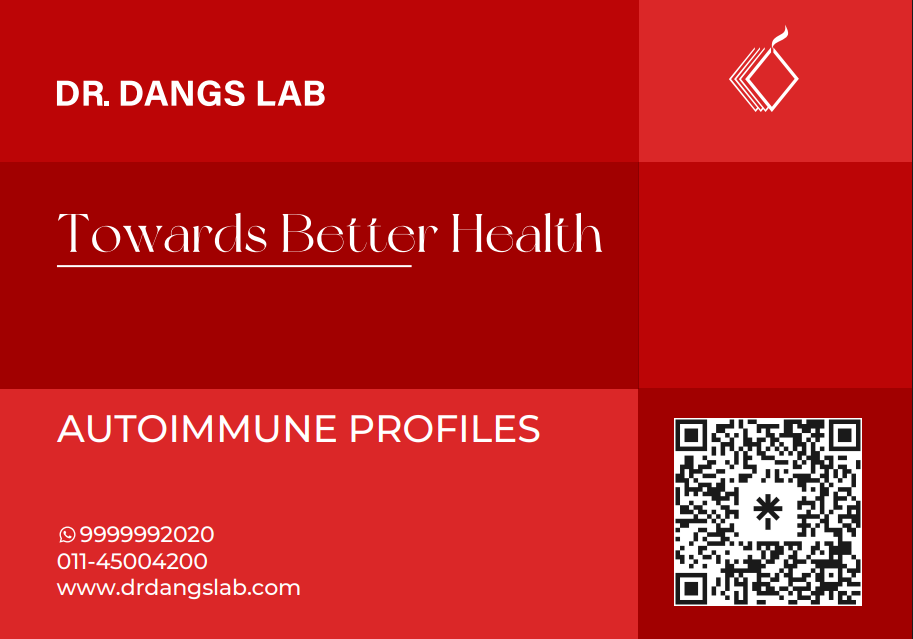 DR. DANGS LAB
Towards Better Health
AUTOIMMUNE PROFILES
9999992020
011-45004200
www.drdangslab.com